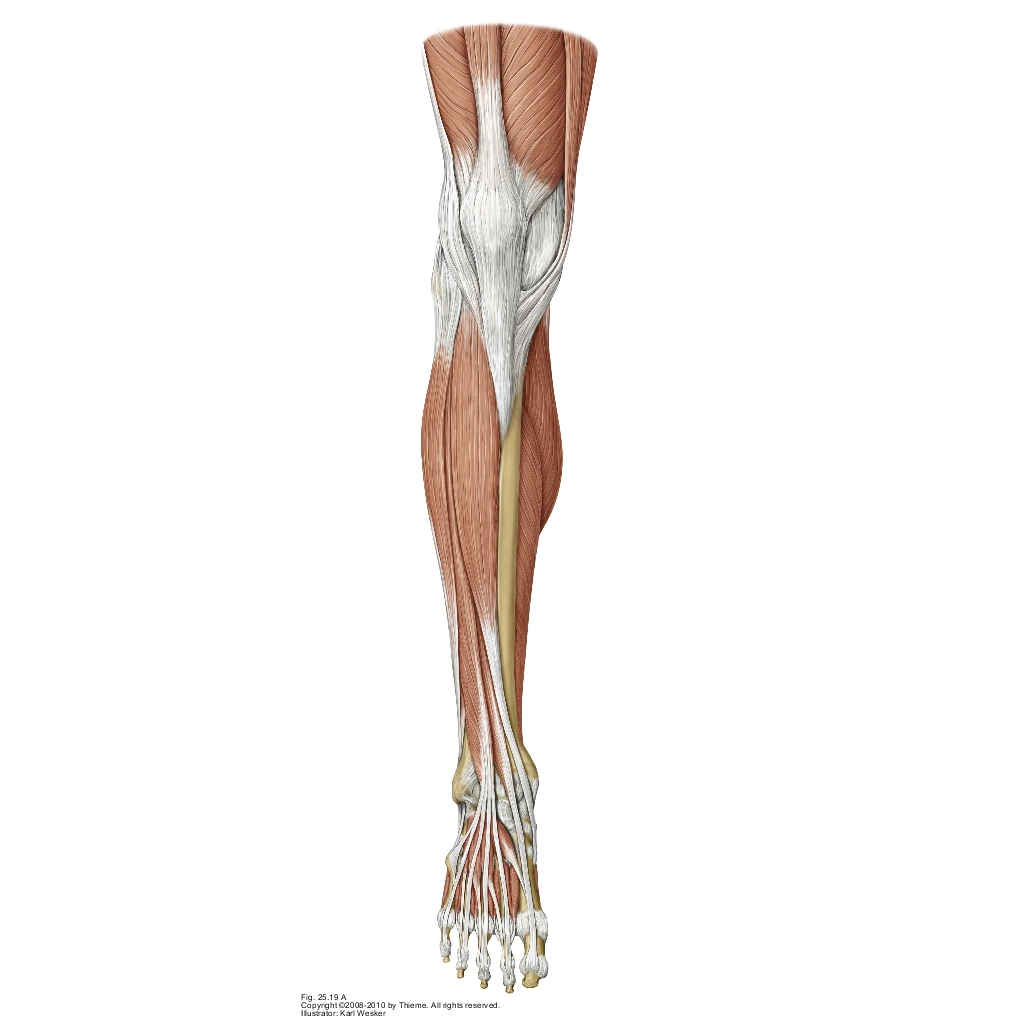 Fig. 25.19 A
Copyright ©2008-2010 by Thieme. All rights reserved.
Illustrator: Karl Wesker